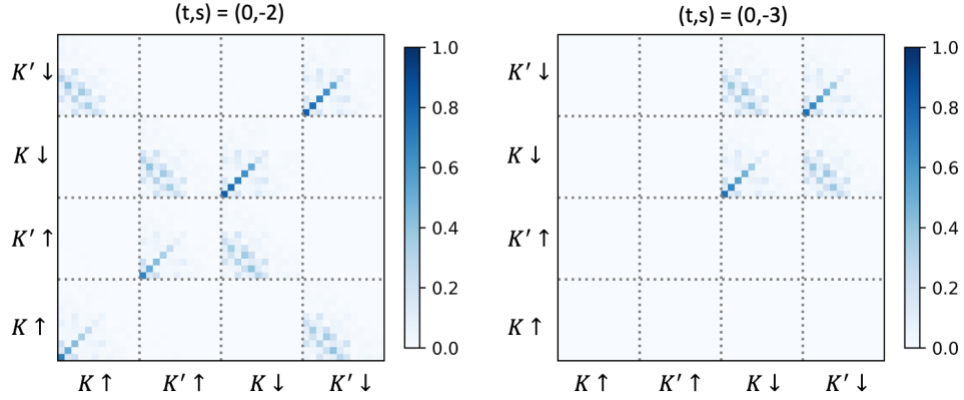 (t,s) = (0,-2)
K′ ↓
K ↓
K′ ↑
K ↑
K ↑ K′ ↑ K ↓ K′ ↓
1.0
0.8
0.6
0.4
0.2
0.0
(t,s) = (0,-3)
K′ ↓
K ↓
K′ ↑
K ↑
K ↑ K′ ↑ K ↓ K′ ↓
1.0
0.8
0.6
0.4
0.2
0.0